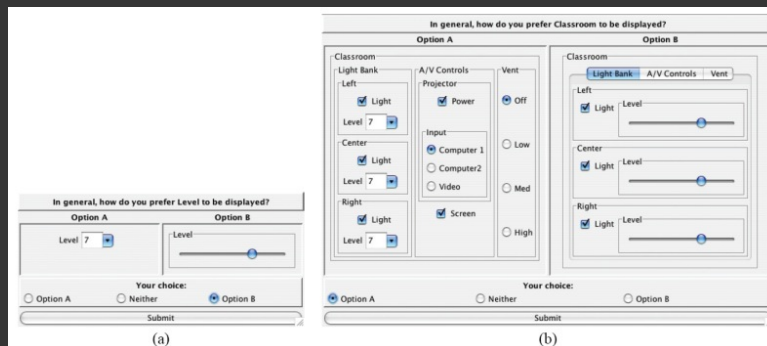 In general, how do you prefer Level to be displayed?
Option A
Option B
Level 7
Level
Your choice:
Option A
Neither
Option B
Submit
(a)
In general, how do you prefer Classroom to be displayed?
Option A
Option B
Classroom
Light Bank
Left
Light
Level 7
Center
Light
Level 7
Right
Light
Level 7
A/V Controls
Projector
Power
Input
Computer 1
Computer2
Video
Screen
Vent
Off
Low
Med
High
Classroom
Light Bank A/V Controls Vent
Left
Light Level
Center
Light Level
Right
Light Level
Your choice:
Option A
Neither
Option B
Submit
(b)